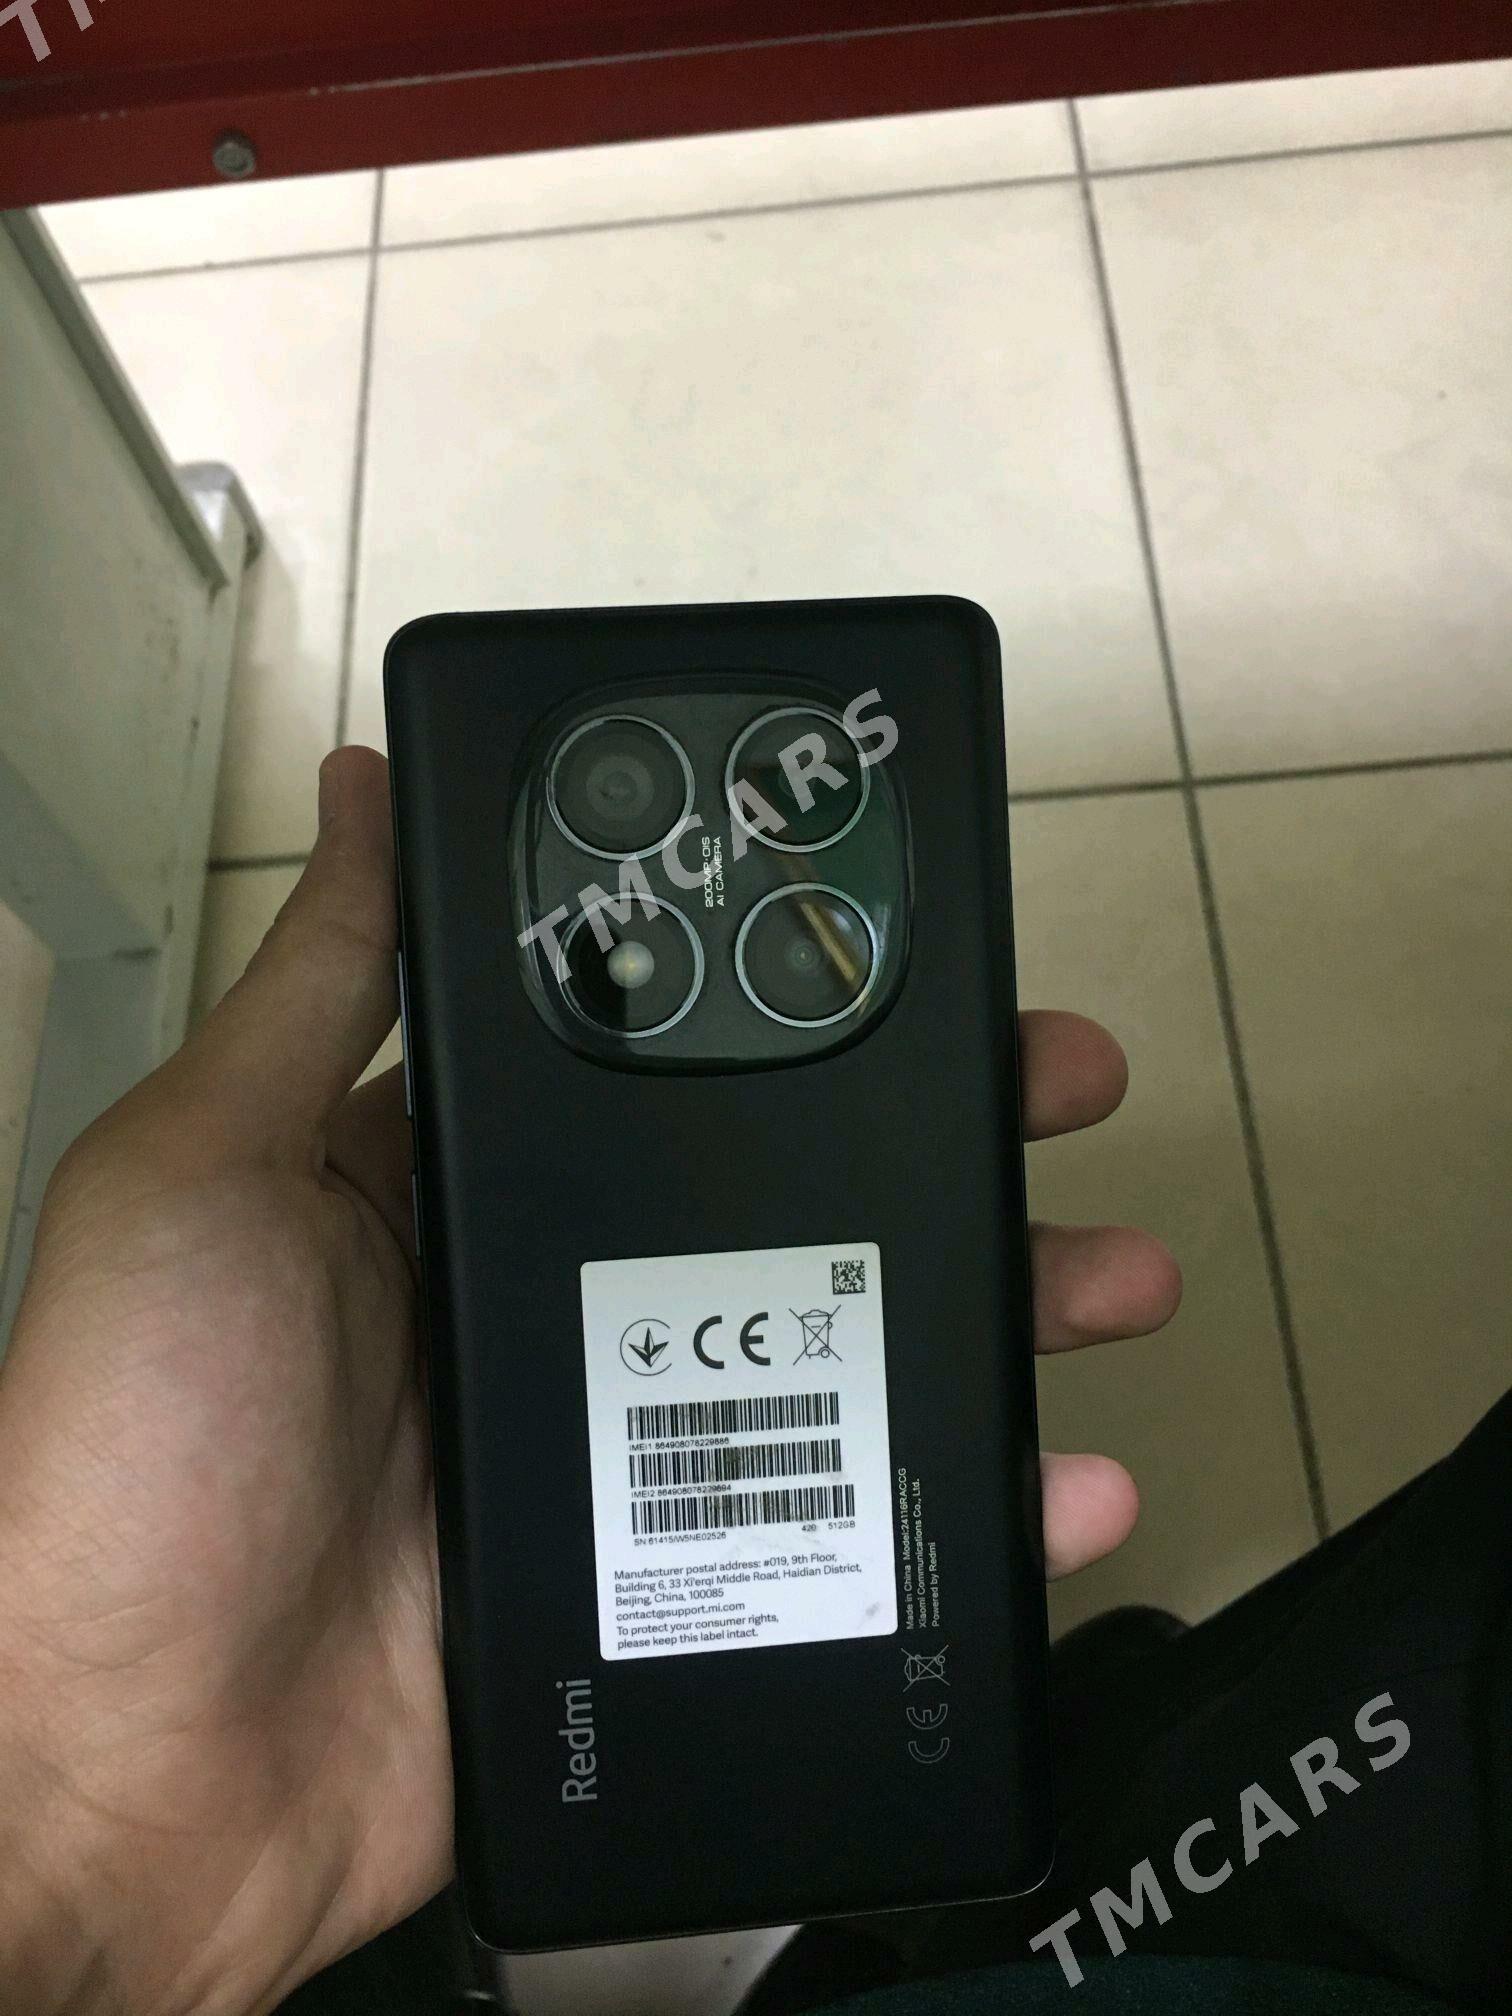 TMCARS
200MP·OIS
AI CAMERA
CE
IMEI1 864908078229886
IMEI2 864908078229894
SN:61415/W5NE02526
420 512GB
Manufacturer postal address: #019, 9th Floor,
Building 6, 33 Xi'erqi Middle Road, Haidian District,
Beijing, China, 100085
contact@support.mi.com
To protect your consumer rights,
please keep this label intact.
Made in China Model:24116RACCG
Xiaomi Communications Co., Ltd.
Powered by Redmi
CE
Redmi
TMCARS